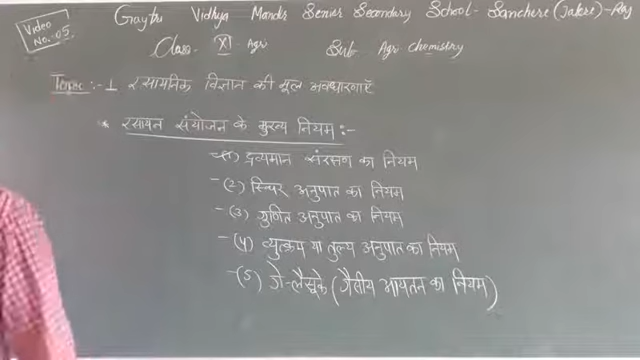 Video No.:-05
Gaytri Vidhya Mandir Senior Secondary School - Sanchore (Jalore) - Raj
Class - XI Agri Sub Agri Chemistry
Topic :- 1 रसायनिक विज्ञान की मूल अवधारणाएँ
* रसायन संयोजन के मुख्य नियम :-
-(1) द्रव्यमान संरक्षण का नियम
-(2) स्थिर अनुपात का नियम
-(3) गुणित अनुपात का नियम
-(4) व्युत्क्रम या तुल्य अनुपात का नियम
-(5) गे-लैसूके (गैसीय आयतन का नियम)